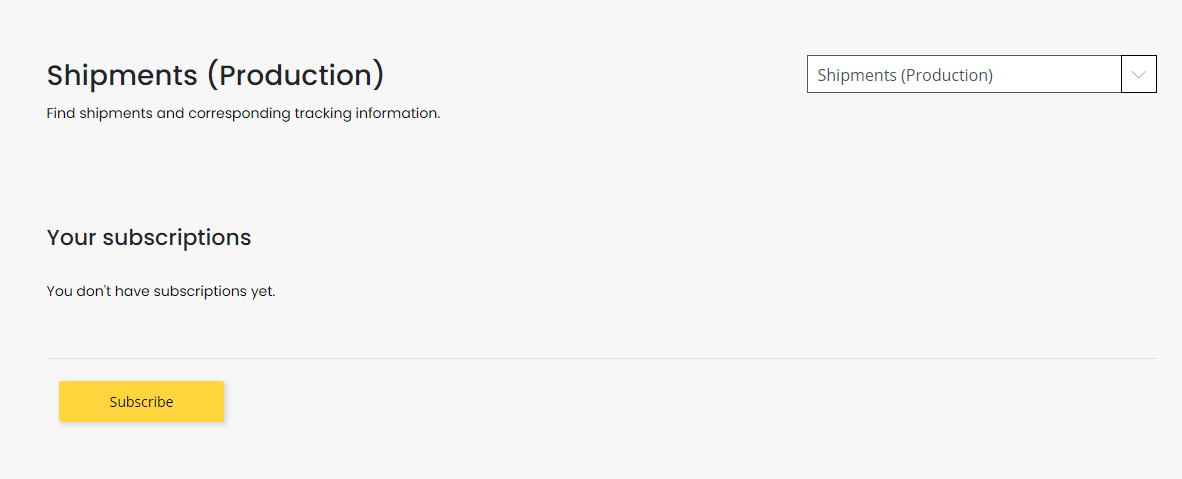 Shipments (Production)
Shipments (Production)
Find shipments and corresponding tracking information.
Your subscriptions
You don't have subscriptions yet.
Subscribe